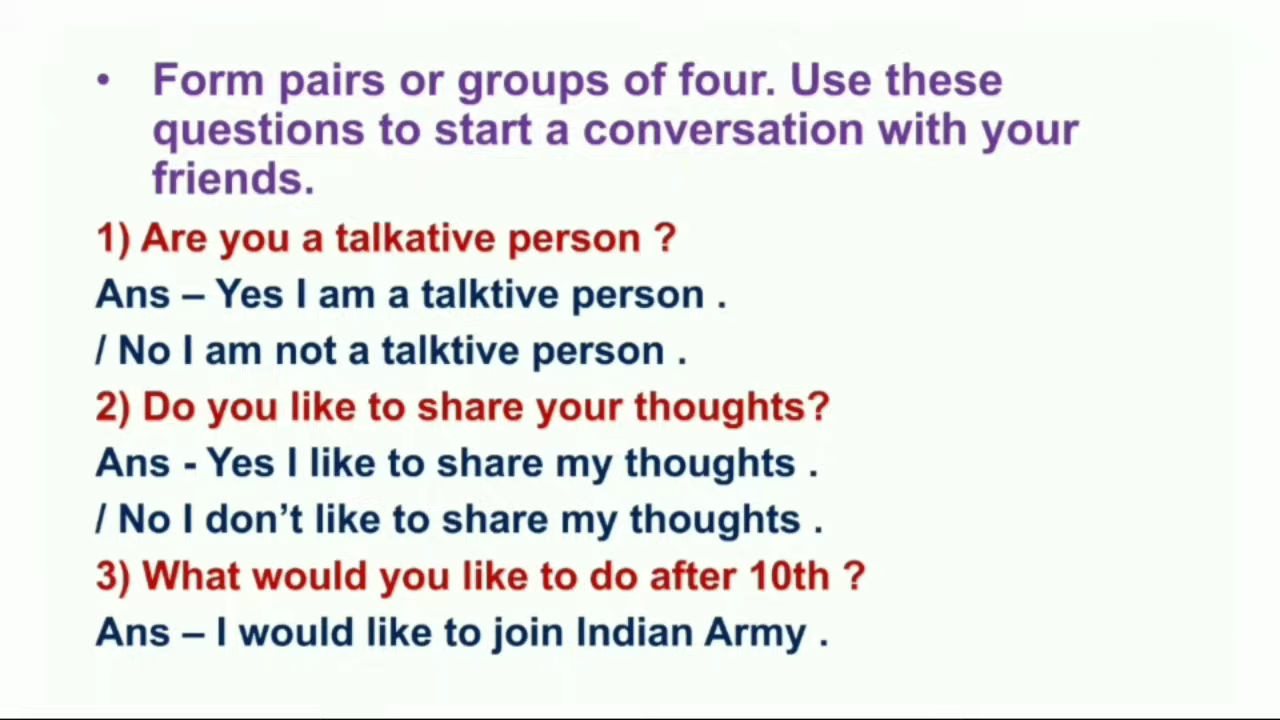 • Form pairs or groups of four. Use these
questions to start a conversation with your
friends.
1) Are you a talkative person ?
Ans – Yes I am a talktive person .
/ No I am not a talktive person .
2) Do you like to share your thoughts?
Ans - Yes I like to share my thoughts .
/ No I don’t like to share my thoughts .
3) What would you like to do after 10th ?
Ans – I would like to join Indian Army .